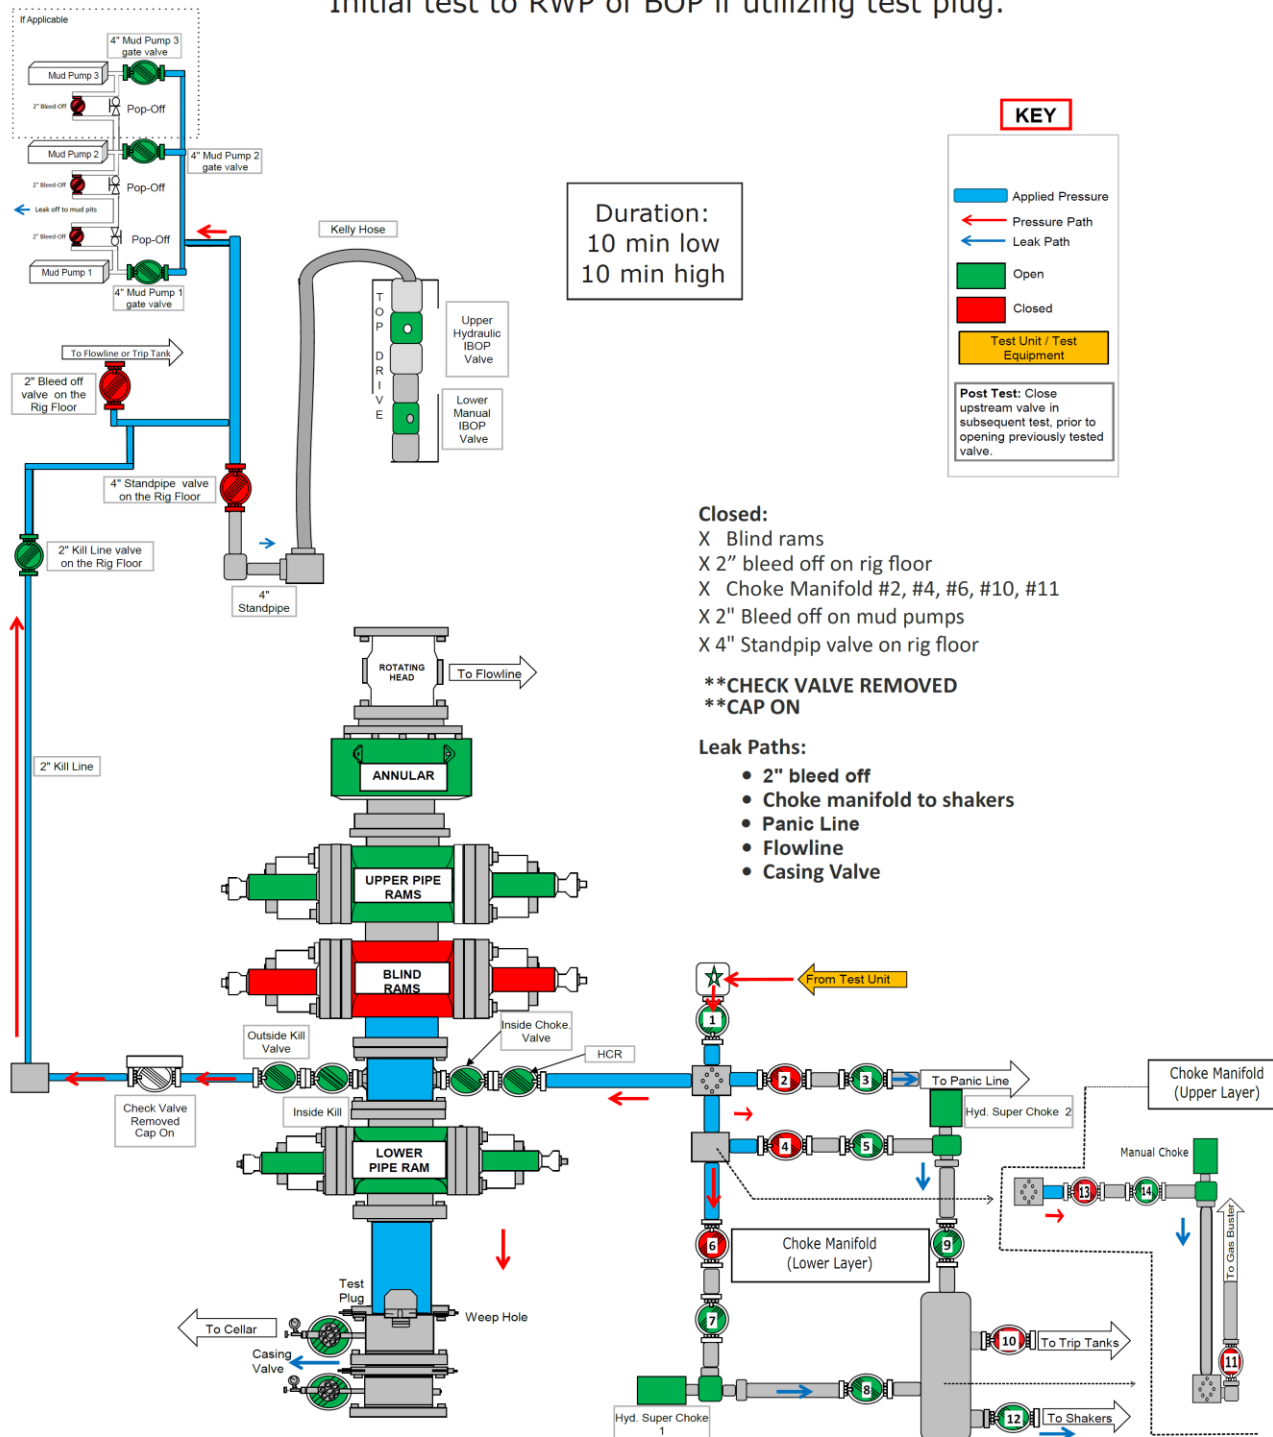 Initial test to RWP of BOP if utilizing test plug.
If Applicable
4" Mud Pump 3
gate valve
Mud Pump 3
2" Bleed-Off
Pop-Off
Mud Pump 2
4" Mud Pump 2
gate valve
2" Bleed-Off
Pop-Off
Leak off to mud pits
2" Bleed-Off
Pop-Off
Mud Pump 1
4" Mud Pump 1
gate valve
To Flowline or Trip Tank
2" Bleed off
valve on the
Rig Floor
4" Standpipe valve
on the Rig Floor
2" Kill Line valve
on the Rig Floor
4"
Standpipe
2" Kill Line
Kelly Hose
TOP DRIVE
Upper
Hydraulic
IBOP
Valve
Lower
Manual
IBOP
Valve
Duration:
10 min low
10 min high
KEY
Applied Pressure
Pressure Path
Leak Path
Open
Closed
Test Unit / Test
Equipment
Post Test: Close
upstream valve in
subsequent test, prior to
opening previously tested
valve.
Closed:
X Blind rams
X 2” bleed off on rig floor
X Choke Manifold #2, #4, #6, #10, #11
X 2" Bleed off on mud pumps
X 4" Standpip valve on rig floor
**CHECK VALVE REMOVED
**CAP ON
Leak Paths:
• 2" bleed off
• Choke manifold to shakers
• Panic Line
• Flowline
• Casing Valve
ROTATING
HEAD
To Flowline
ANNULAR
UPPER PIPE
RAMS
BLIND
RAMS
Outside Kill
Valve
Inside Choke.
Valve
HCR
Check Valve
Removed
Cap On
Inside Kill
LOWER
PIPE RAM
Test
Plug
Weep Hole
To Cellar
Casing
Valve
From Test Unit
1
2
3
To Panic Line
Hyd. Super Choke 2
4
5
6
Choke Manifold
(Lower Layer)
9
7
Hyd. Super Choke
1
8
10
To Trip Tanks
12
To Shakers
Choke Manifold
(Upper Layer)
Manual Choke
13
14
To Gas Buster
11